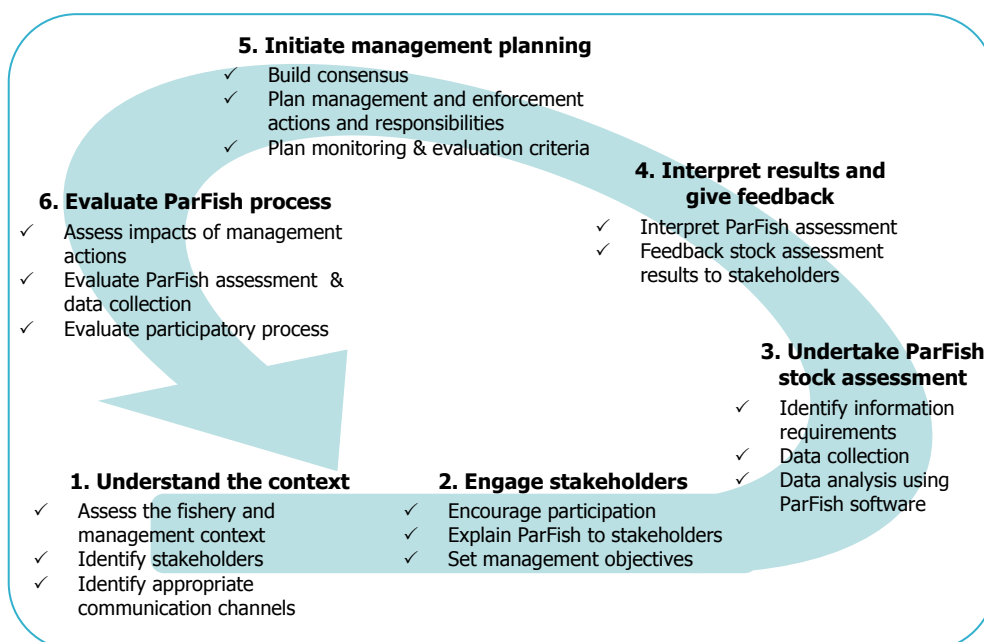 5. Initiate management planning
✓ Build consensus
✓ Plan management and enforcement
actions and responsibilities
✓ Plan monitoring & evaluation criteria
4. Interpret results and
give feedback
✓ Interpret ParFish assessment
✓ Feedback stock assessment
results to stakeholders
6. Evaluate ParFish process
✓ Assess impacts of management
actions
✓ Evaluate ParFish assessment &
data collection
✓ Evaluate participatory process
3. Undertake ParFish
stock assessment
✓ Identify information
requirements
✓ Data collection
✓ Data analysis using
ParFish software
1. Understand the context
✓ Assess the fishery and
management context
✓ Identify stakeholders
✓ Identify appropriate
communication channels
2. Engage stakeholders
✓ Encourage participation
✓ Explain ParFish to stakeholders
✓ Set management objectives